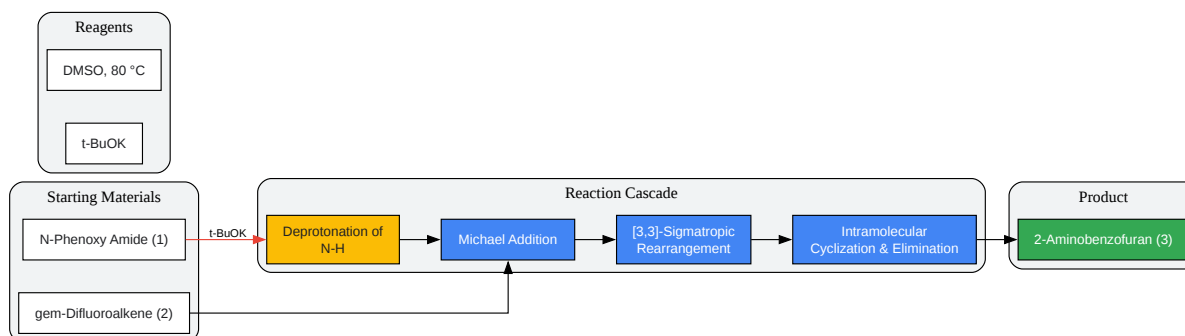 Reagents
DMSO, 80 °C
t-BuOK
Starting Materials
N-Phenoxy Amide (1)
gem-Difluoroalkene (2)
t-BuOK
Reaction Cascade
Deprotonation of
N-H
Michael Addition
[3,3]-Sigmatropic
Rearrangement
Intramolecular
Cyclization & Elimination
Product
2-Aminobenzofuran (3)